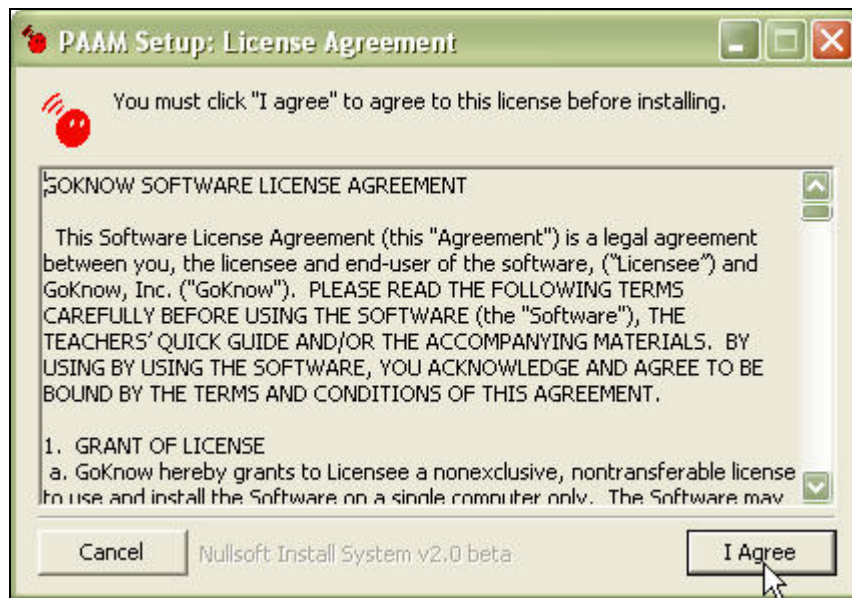 PAAM Setup: License Agreement
You must click "I agree" to agree to this license before installing.
GOKNOW SOFTWARE LICENSE AGREEMENT
This Software License Agreement (this "Agreement") is a legal agreement
between you, the licensee and end-user of the software, ("Licensee") and
GoKnow, Inc. ("GoKnow").  PLEASE READ THE FOLLOWING TERMS
CAREFULLY BEFORE USING THE SOFTWARE (the "Software"), THE
TEACHERS’ QUICK GUIDE AND/OR THE ACCOMPANYING MATERIALS.  BY
USING BY USING THE SOFTWARE, YOU ACKNOWLEDGE AND AGREE TO BE
BOUND BY THE TERMS AND CONDITIONS OF THIS AGREEMENT.
1.  GRANT OF LICENSE
a. GoKnow hereby grants to Licensee a nonexclusive, nontransferable license
to use and install the Software on a single computer only.  The Software may
Cancel
Nullsoft Install System v2.0 beta
I Agree